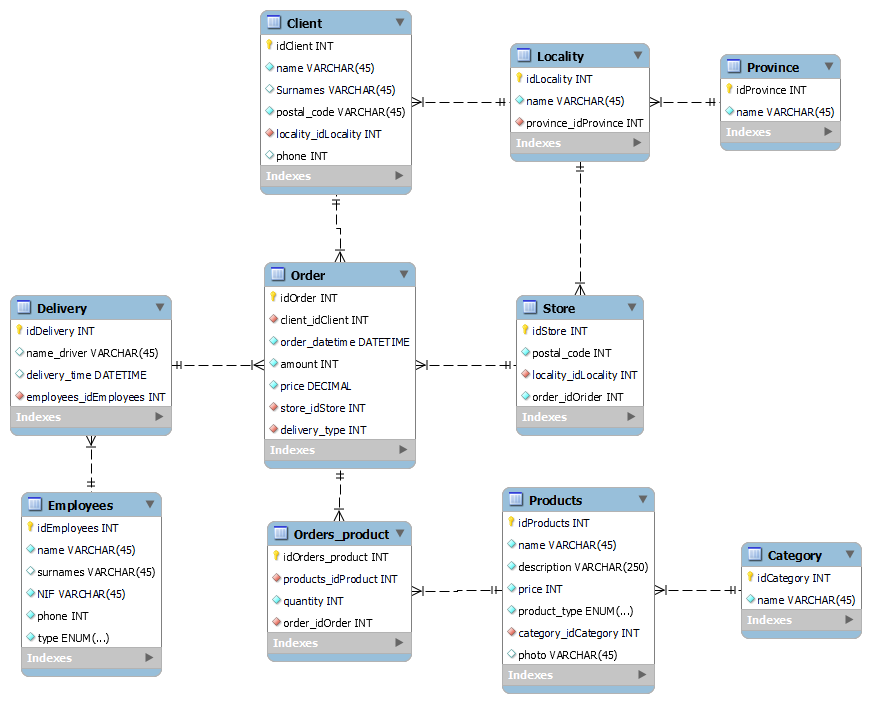 Client
idClient INT
name VARCHAR(45)
Surnames VARCHAR(45)
postal_code VARCHAR(45)
locality_idLocality INT
phone INT
Indexes
Locality
idLocality INT
name VARCHAR(45)
province_idProvince INT
Indexes
Province
idProvince INT
name VARCHAR(45)
Indexes
Delivery
idDelivery INT
name_driver VARCHAR(45)
delivery_time DATETIME
employees_idEmployees INT
Indexes
Order
idOrder INT
client_idClient INT
order_datetime DATETIME
amount INT
price DECIMAL
store_idStore INT
delivery_type INT
Indexes
Store
idStore INT
postal_code INT
locality_idLocality INT
order_idOrider INT
Indexes
Employees
idEmployees INT
name VARCHAR(45)
surnames VARCHAR(45)
NIF VARCHAR(45)
phone INT
type ENUM(...)
Indexes
Orders_product
idOrders_product INT
products_idProduct INT
quantity INT
order_idOrder INT
Indexes
Products
idProducts INT
name VARCHAR(45)
description VARCHAR(250)
price INT
product_type ENUM(...)
category_idCategory INT
photo VARCHAR(45)
Indexes
Category
idCategory INT
name VARCHAR(45)
Indexes